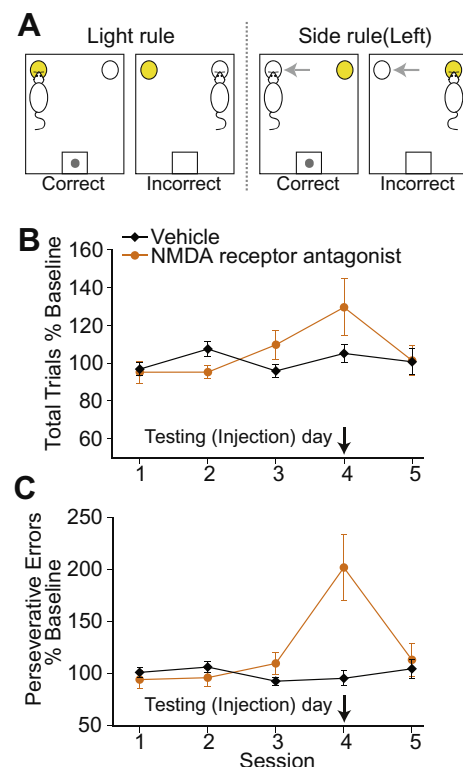 A
Light rule
Side rule(Left)
Correct
Incorrect
Correct
Incorrect
B
Vehicle
NMDA receptor antagonist
Total Trials % Baseline
160
140
120
100
80
60
Testing (Injection) day
1 2 3 4 5
C
Perseverative Errors
% Baseline
250
200
150
100
50
Testing (Injection) day
1 2 3 4 5
Session